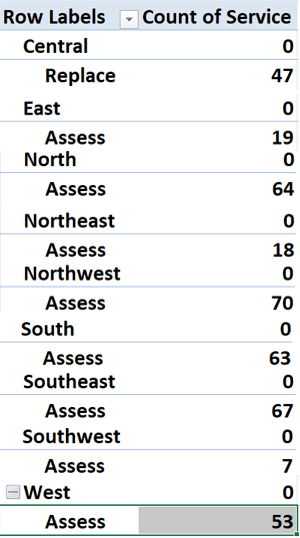 Row Labels Count of Service
Central 0
Replace 47
East 0
Assess 19
North 0
Assess 64
Northeast 0
Assess 18
Northwest 0
Assess 70
South 0
Assess 63
Southeast 0
Assess 67
Southwest 0
Assess 7
West 0
Assess 53